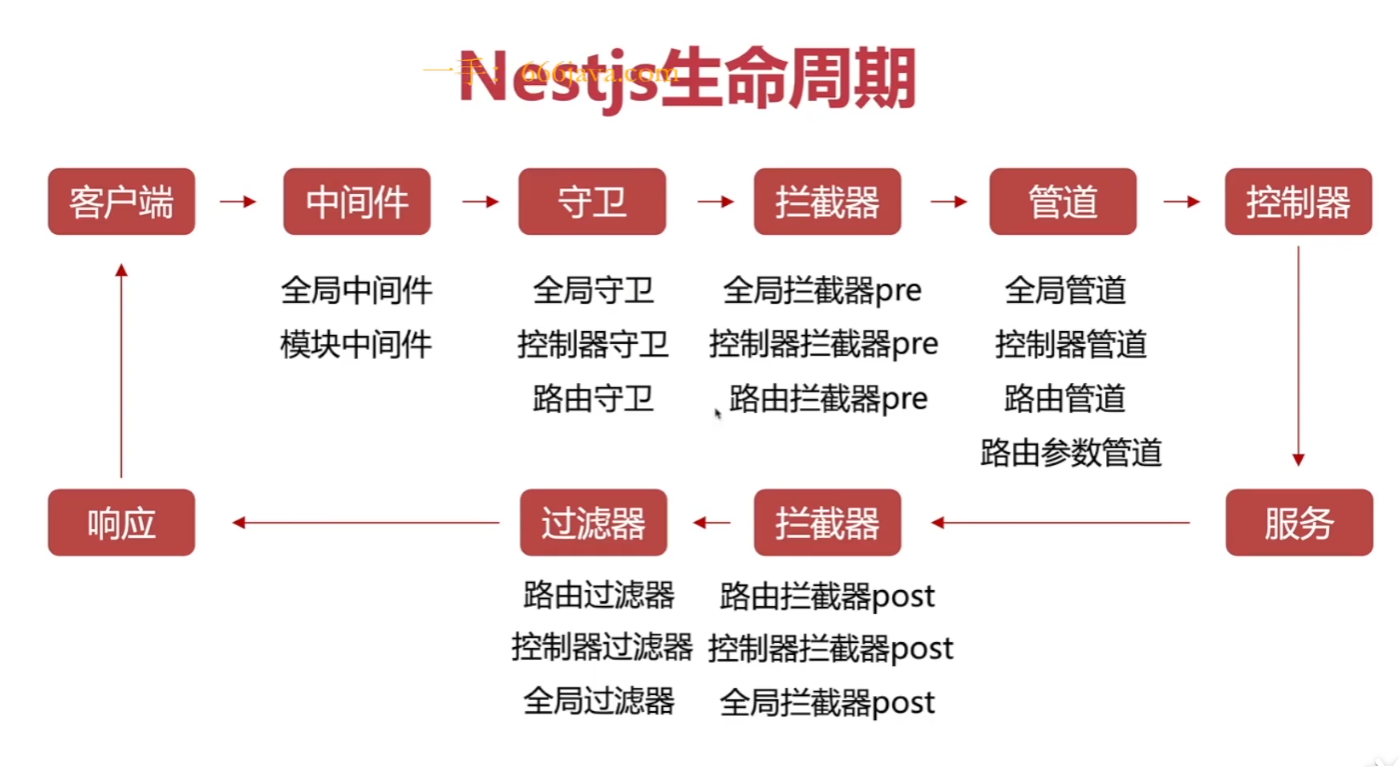 Nestjs生命周期
一手：666java.com
客户端 中间件 守卫 拦截器 管道 控制器
全局中间件 全局守卫 全局拦截器pre 全局管道
模块中间件 控制器守卫 控制器拦截器pre 控制器管道
路由守卫 路由拦截器pre 路由管道
路由参数管道
响应 过滤器 拦截器 服务
路由过滤器 路由拦截器post
控制器过滤器 控制器拦截器post
全局过滤器 全局拦截器post